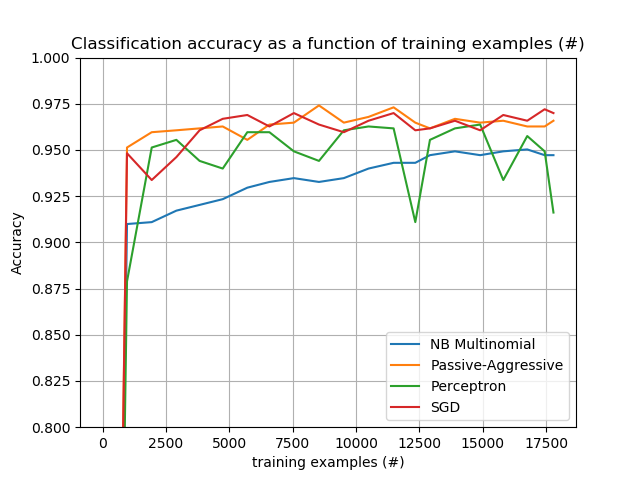 Classification accuracy as a function of training examples (#)
1.000
0.975
0.950
0.925
0.900
0.875
0.850
0.825
0.800
Accuracy
NB Multinomial
Passive-Aggressive
Perceptron
SGD
0 2500 5000 7500 10000 12500 15000 17500
training examples (#)